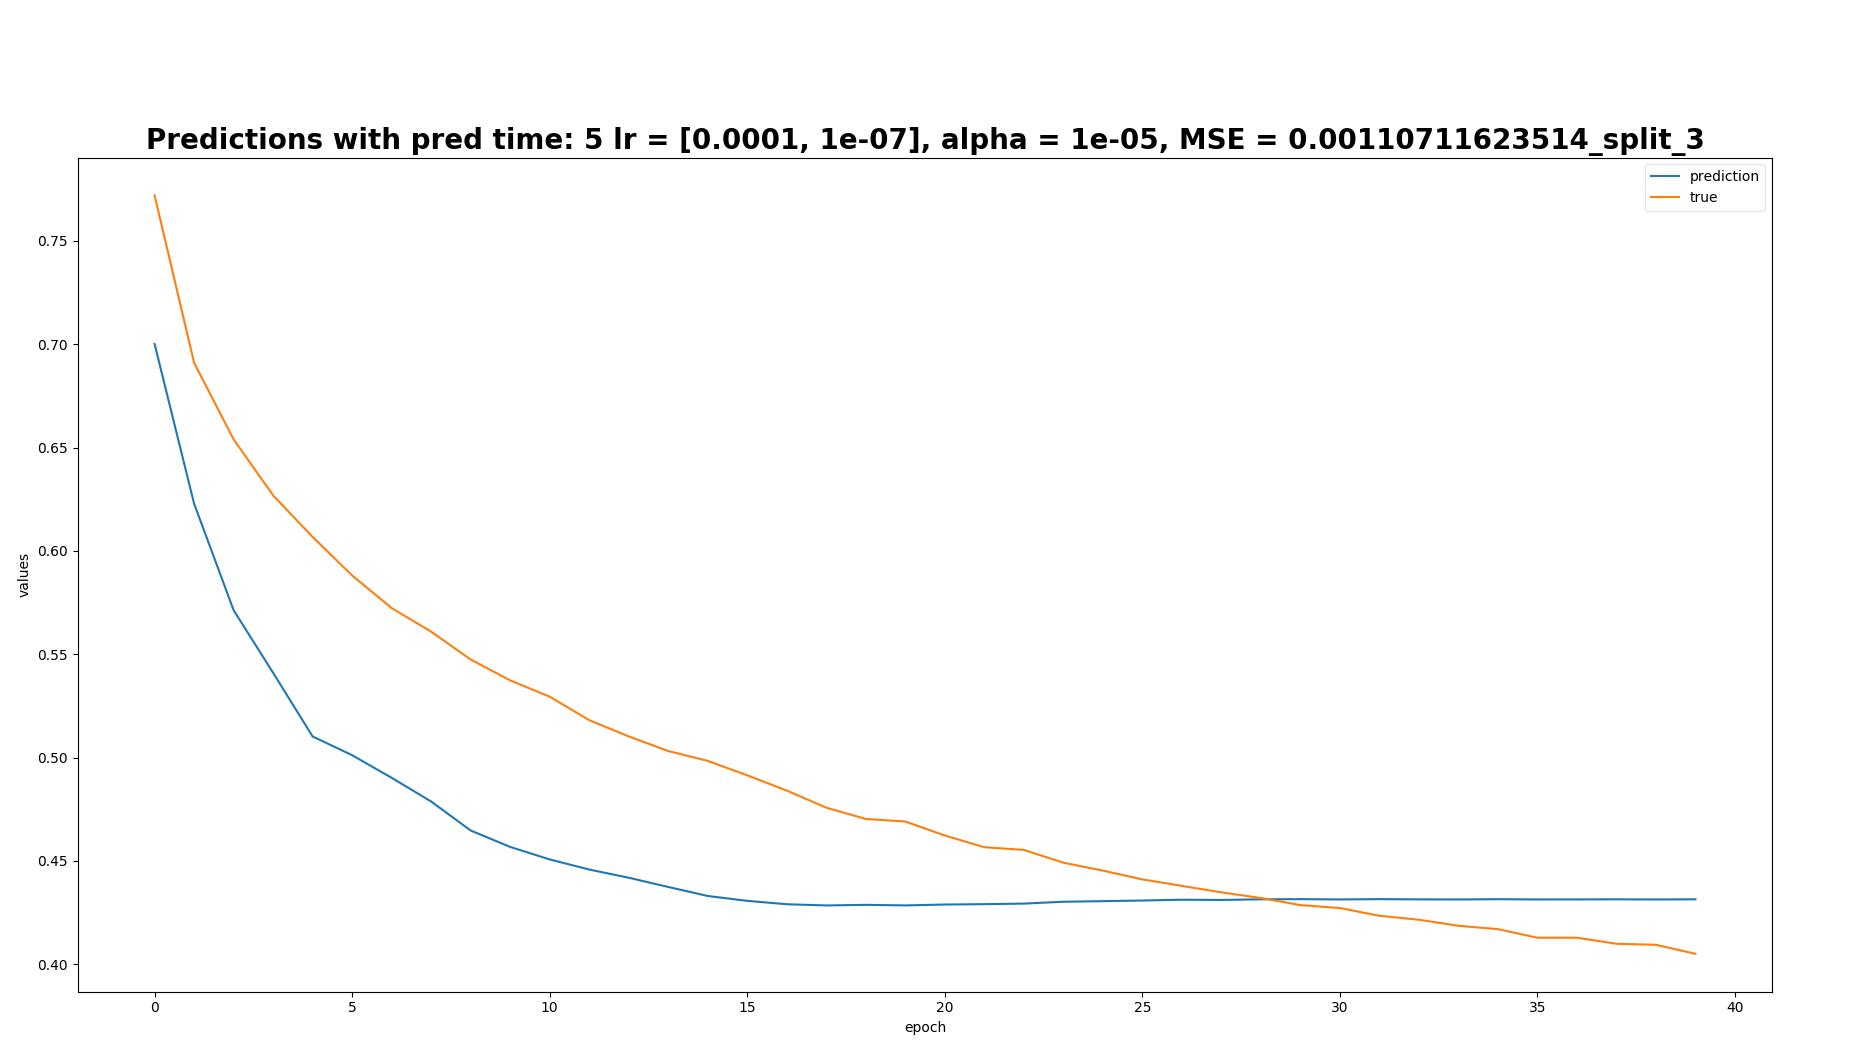 Predictions with pred time: 5 lr = [0.0001, 1e-07], alpha = 1e-05, MSE = 0.00110711623514_split_3
prediction
true
values
0.75
0.70
0.65
0.60
0.55
0.50
0.45
0.40
0 5 10 15 20 25 30 35 40
epoch